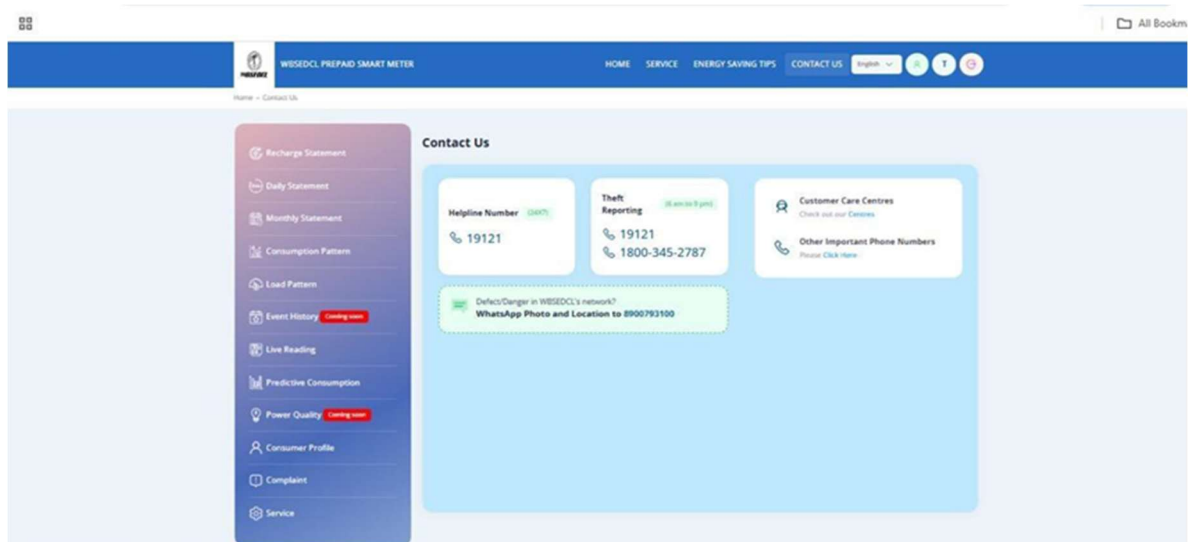 All Bookm
WBSEDCL
WBSEDCL PREPAID SMART METER
HOME SERVICE ENERGY SAVING TIPS CONTACT US English T
Home - Contact Us
Recharge Statement
Daily Statement
Monthly Statement
Consumption Pattern
Load Pattern
Event History Coming soon
Live Reading
Predictive Consumption
Power Quality Coming soon
Consumer Profile
Complaint
Service
Contact Us
Helpline Number (24X7)
19121
Theft
Reporting (6 am to 9 pm)
19121
1800-345-2787
Customer Care Centres
Check out our Centres
Other Important Phone Numbers
Please Click Here
Defect/Danger in WBSEDCL's network?
WhatsApp Photo and Location to 8900793100